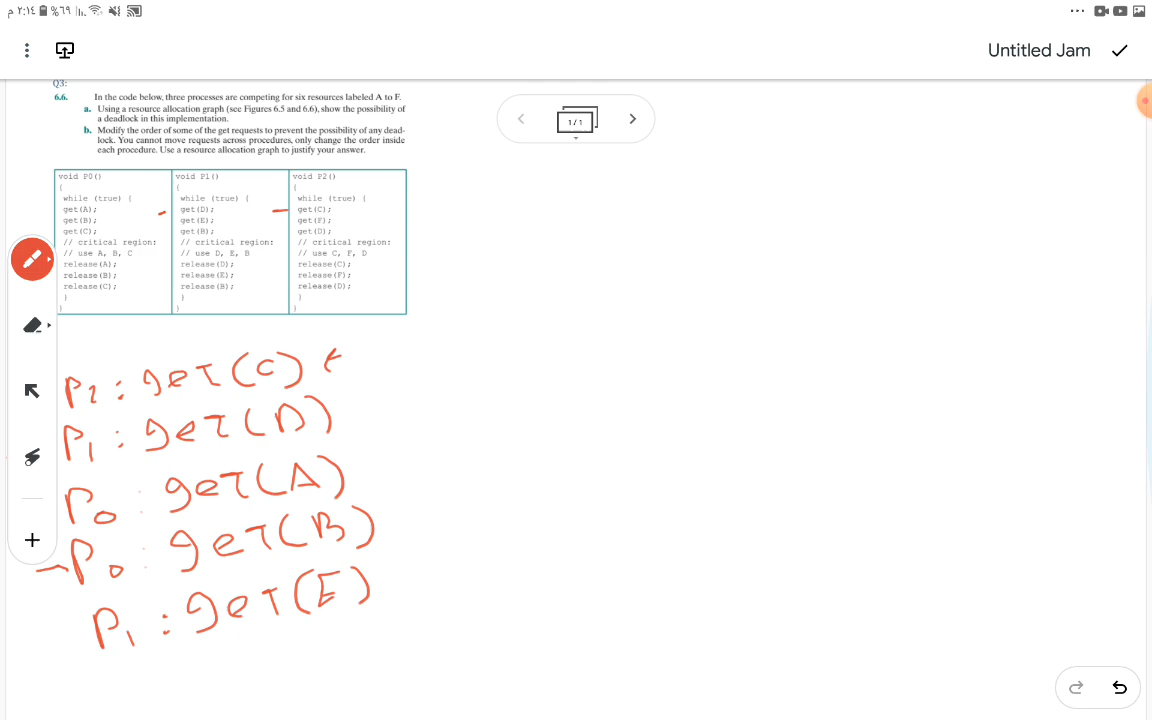 م ٢:١٤ %٦٩
Untitled Jam
1 / 1
Q3:
6.6. In the code below, three processes are competing for six resources labeled A to F.
a. Using a resource allocation graph (see Figures 6.5 and 6.6), show the possibility of
a deadlock in this implementation.
b. Modify the order of some of the get requests to prevent the possibility of any dead-
lock. You cannot move requests across procedures, only change the order inside
each procedure. Use a resource allocation graph to justify your answer.
void P0()
{
while (true) {
get(A);
get(B);
get(C);
// critical region:
// use A, B, C
release(A);
release(B);
release(C);
}
}
void P1()
{
while (true) {
get(D);
get(E);
get(B);
// critical region:
// use D, E, B
release(D);
release(E);
release(B);
}
}
void P2()
{
while (true) {
get(C);
get(F);
get(D);
// critical region:
// use C, F, D
release(C);
release(F);
release(D);
}
}
P2 : get(C)
P1 : get(D)
P0 : get(A)
P0 : get(B)
P1 : get(E)